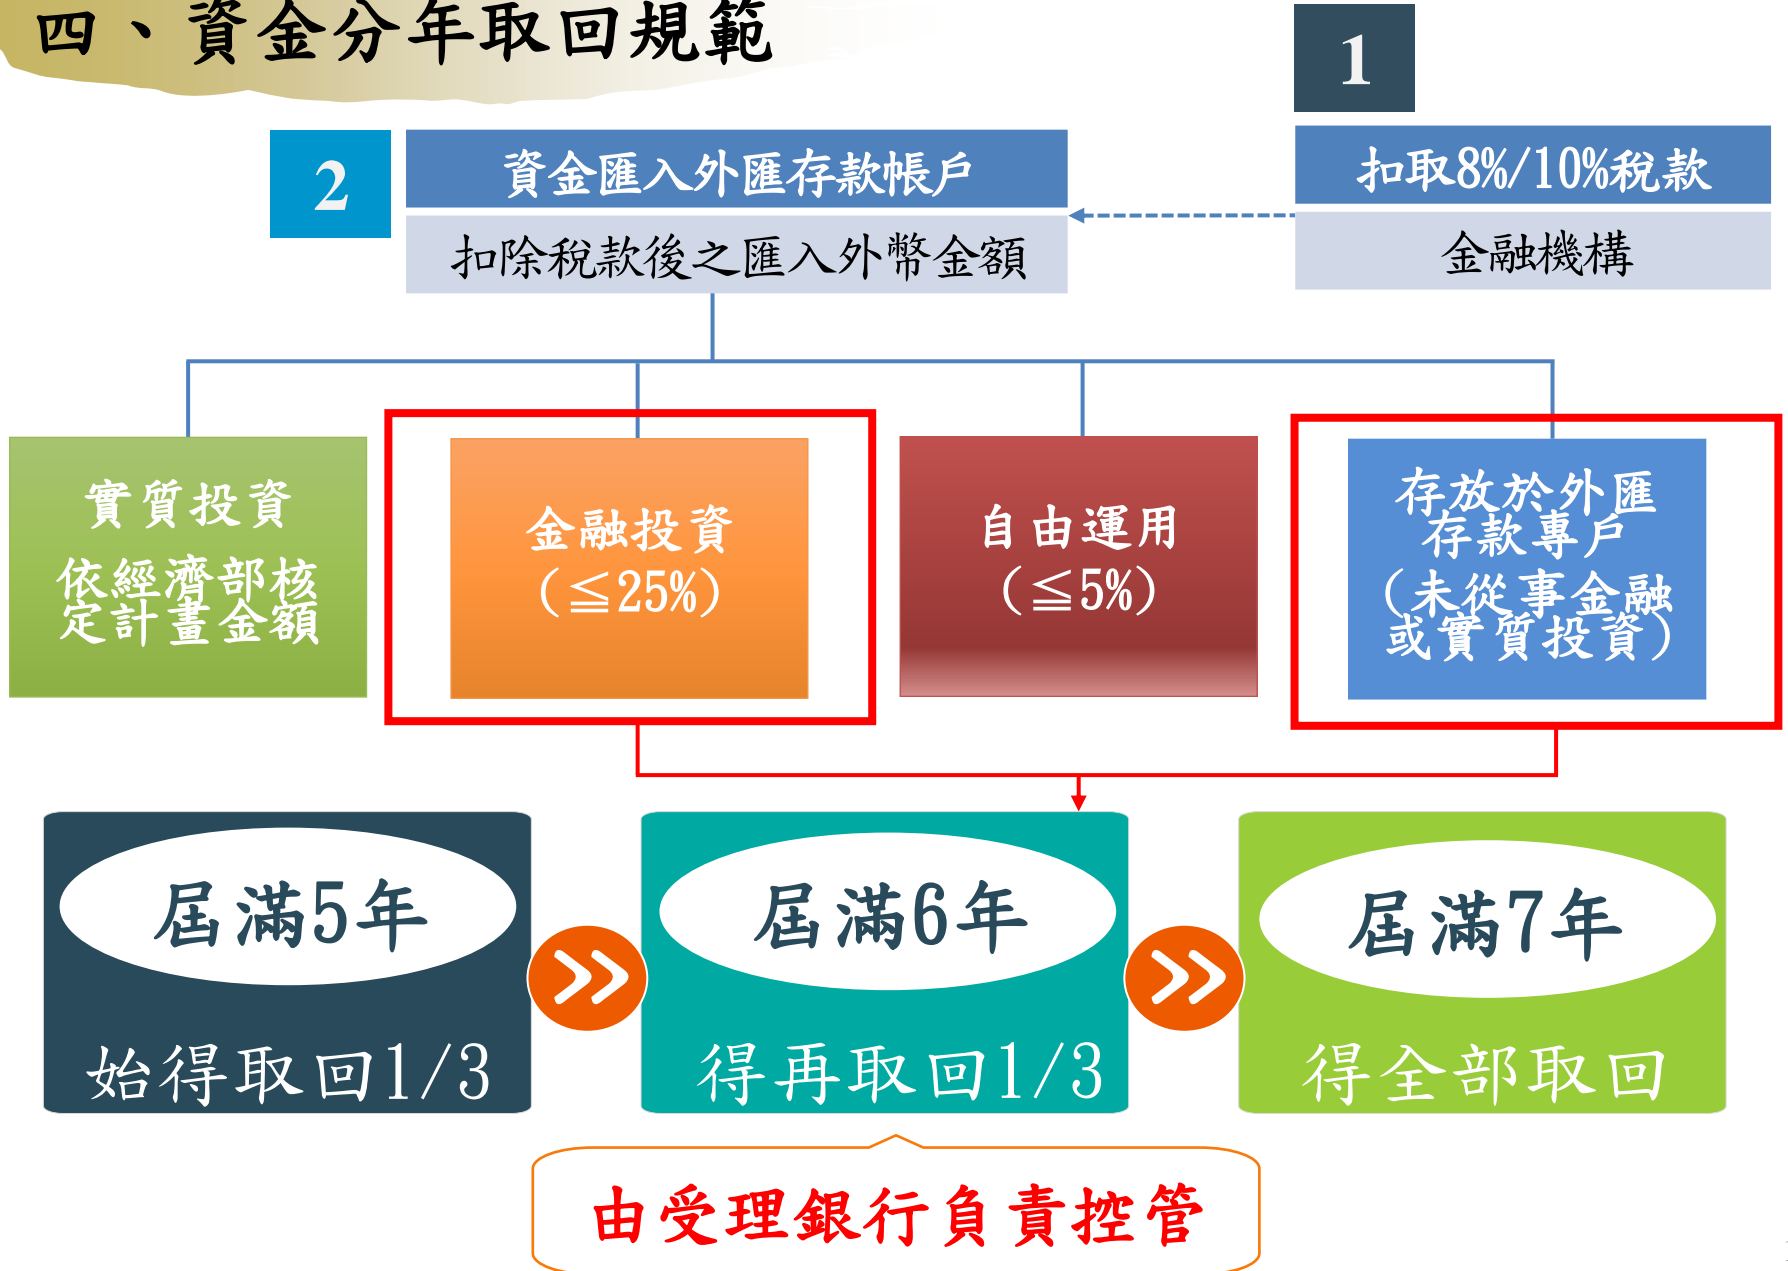 四、資金分年取回規範
1
扣取8%/10%稅款
金融機構
2
資金匯入外匯存款帳戶
扣除稅款後之匯入外幣金額
實質投資
依經濟部核
定計畫金額
金融投資
(≦25%)
自由運用
(≦5%)
存放於外匯
存款專戶
(未從事金融
或實質投資)
屆滿5年
始得取回1/3
屆滿6年
得再取回1/3
屆滿7年
得全部取回
由受理銀行負責控管